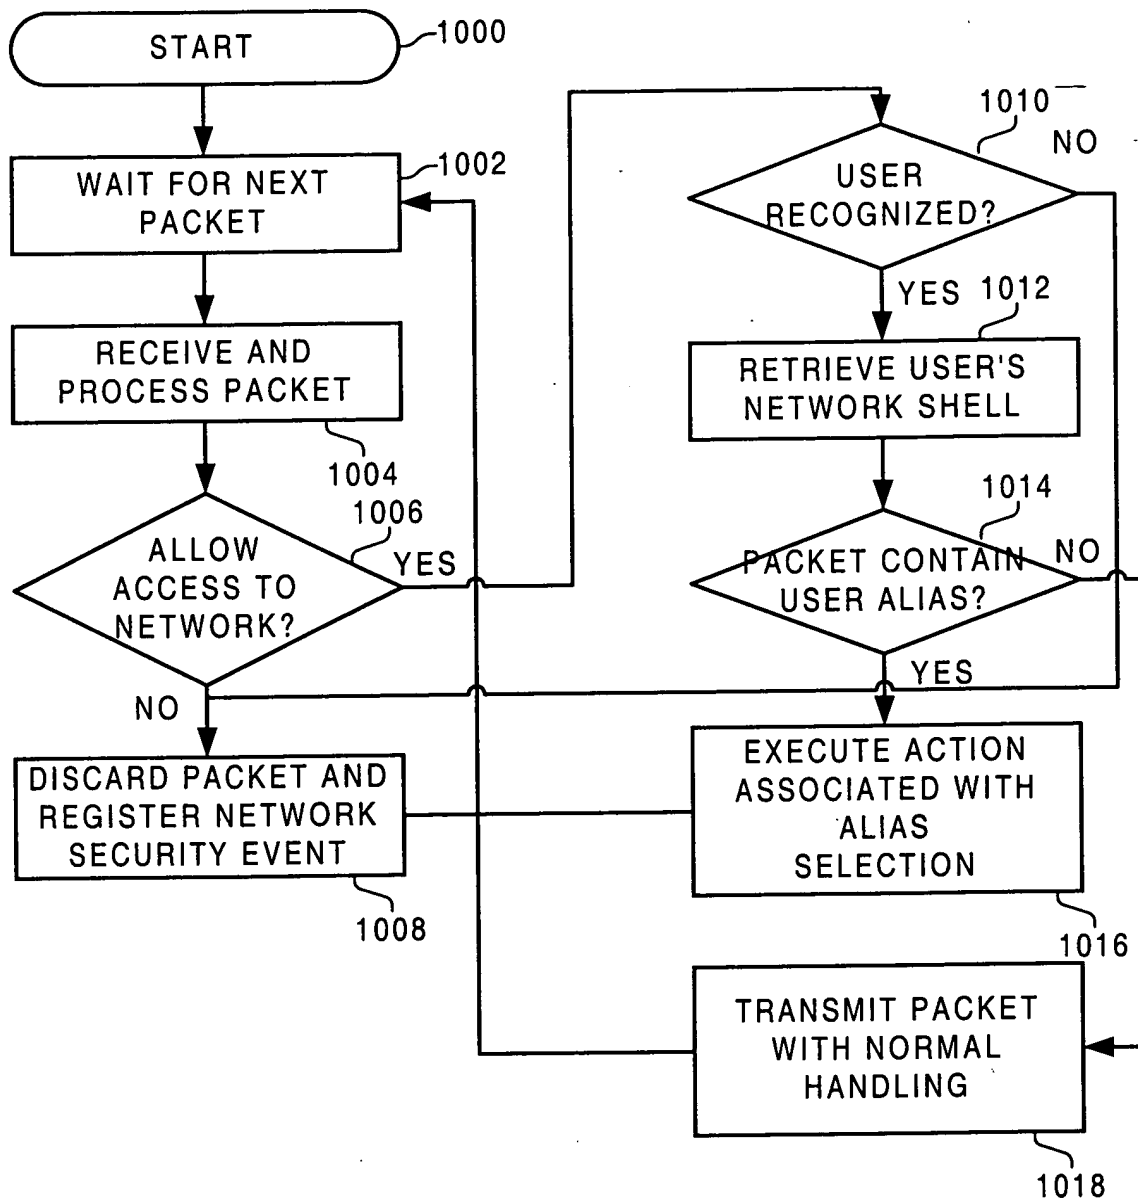 START
1000
WAIT FOR NEXT
PACKET
1002
RECEIVE AND
PROCESS PACKET
1004
ALLOW
ACCESS TO
NETWORK?
1006
YES
NO
DISCARD PACKET AND
REGISTER NETWORK
SECURITY EVENT
1008
USER
RECOGNIZED?
1010
NO
YES
1012
RETRIEVE USER'S
NETWORK SHELL
1014
PACKET CONTAIN
USER ALIAS?
NO
YES
EXECUTE ACTION
ASSOCIATED WITH
ALIAS
SELECTION
1016
TRANSMIT PACKET
WITH NORMAL
HANDLING
1018